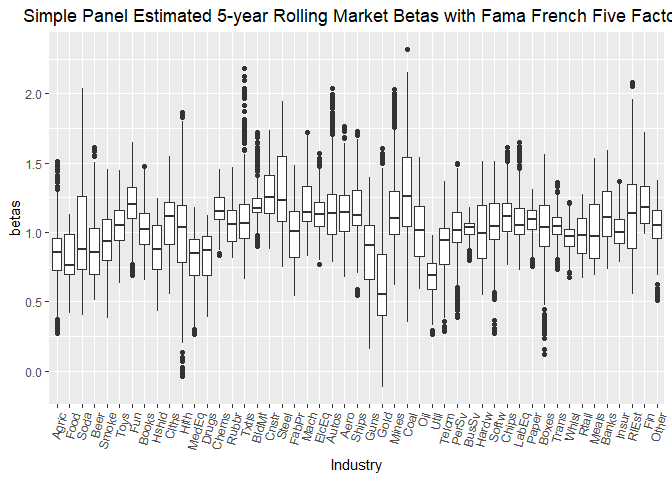 Simple Panel Estimated 5-year Rolling Market Betas with Fama French Five Facto
betas
2.0
1.5
1.0
0.5
0.0
Agric
Food
Soda
Beer
Smoke
Toys
Fun
Books
Hshld
Clths
Hlth
MedEq
Drugs
Chems
Rubbr
Txtls
BldMt
Cnstr
Steel
FabPr
Mach
ElcEq
Autos
Aero
Ships
Guns
Gold
Mines
Coal
Oil
Util
Telcm
PerSv
BusSv
Hardw
Softw
Chips
LabEq
Paper
Boxes
Trans
Whlsl
Rtail
Meals
Banks
Insur
RlEst
Fin
Other
Industry